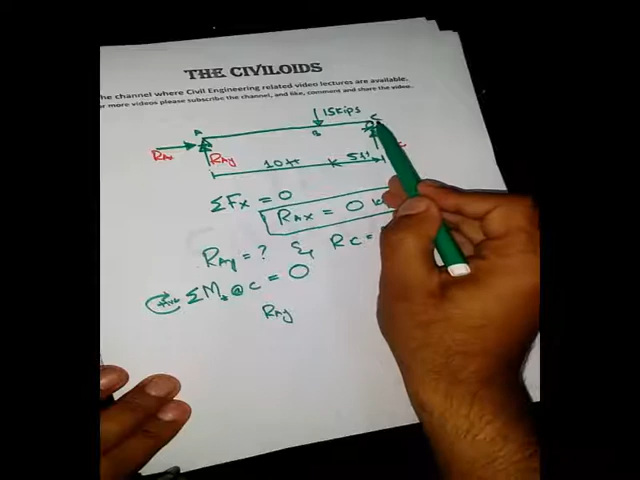 THE CIVILOIDS
he channel where Civil Engineering related video lectures are available.
or more videos please subscribe the channel, and like, comment and share the video.
15kips
A B C
RAx RAy
10ft 5ft
ΣFx = 0
RAx = 0 k
RAy = ? & Rc =
+ive ΣM @ c = 0
RAy